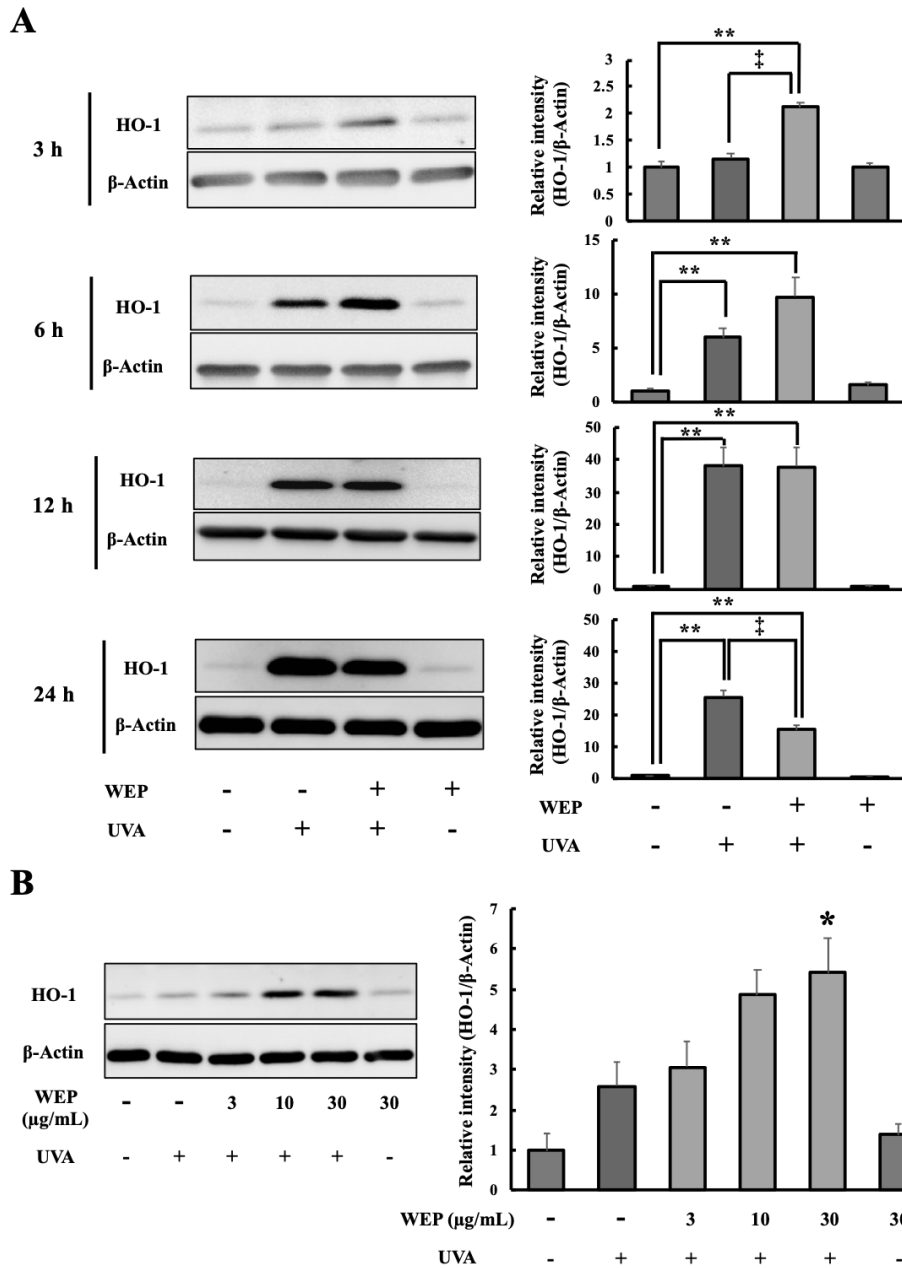 A
3 h
HO-1
β-Actin
Relative intensity
(HO-1/β-Actin)
3
2.5
2
1.5
1
0.5
0
**
‡
6 h
HO-1
β-Actin
Relative intensity
(HO-1/β-Actin)
15
10
5
0
**
**
12 h
HO-1
β-Actin
Relative intensity
(HO-1/β-Actin)
50
40
30
20
10
0
**
**
24 h
HO-1
β-Actin
Relative intensity
(HO-1/β-Actin)
50
40
30
20
10
0
**
**
‡
WEP - - + +
UVA - + + -
WEP - - + +
UVA - + + -
B
HO-1
β-Actin
WEP
(μg/mL)
- - 3 10 30 30
UVA - + + + + -
Relative intensity (HO-1/β-Actin)
7
6
5
4
3
2
1
0
*
WEP (μg/mL) - - 3 10 30 30
UVA - + + + + -